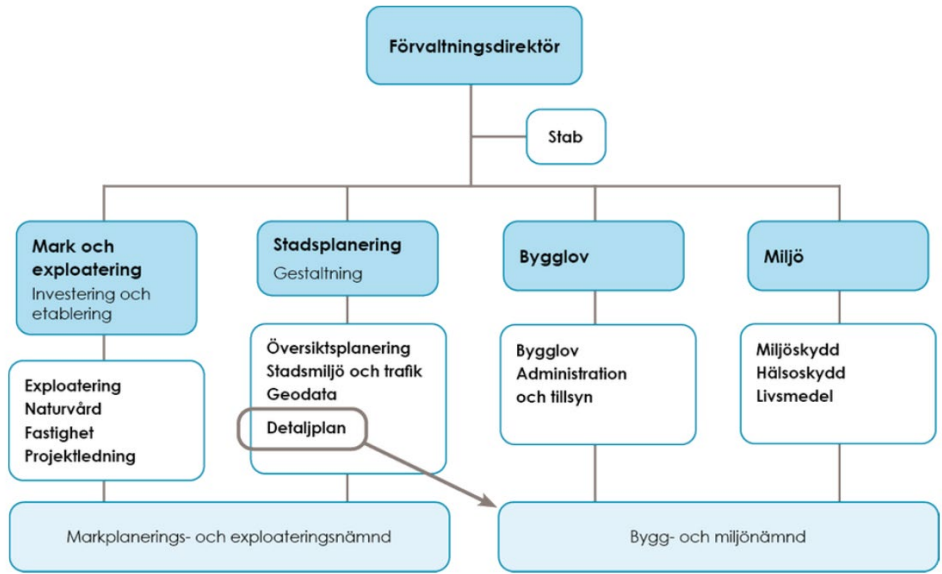 Förvaltningsdirektör
Stab
Mark och
exploatering
Investering och
etablering
Stadsplanering
Gestaltning
Bygglov
Miljö
Exploatering
Naturvård
Fastighet
Projektledning
Översiktsplanering
Stadsmiljö och trafik
Geodata
Detaljplan
Bygglov
Administration
och tillsyn
Miljöskydd
Hälsoskydd
Livsmedel
Markplanerings- och exploateringsnämnd
Bygg- och miljönämnd